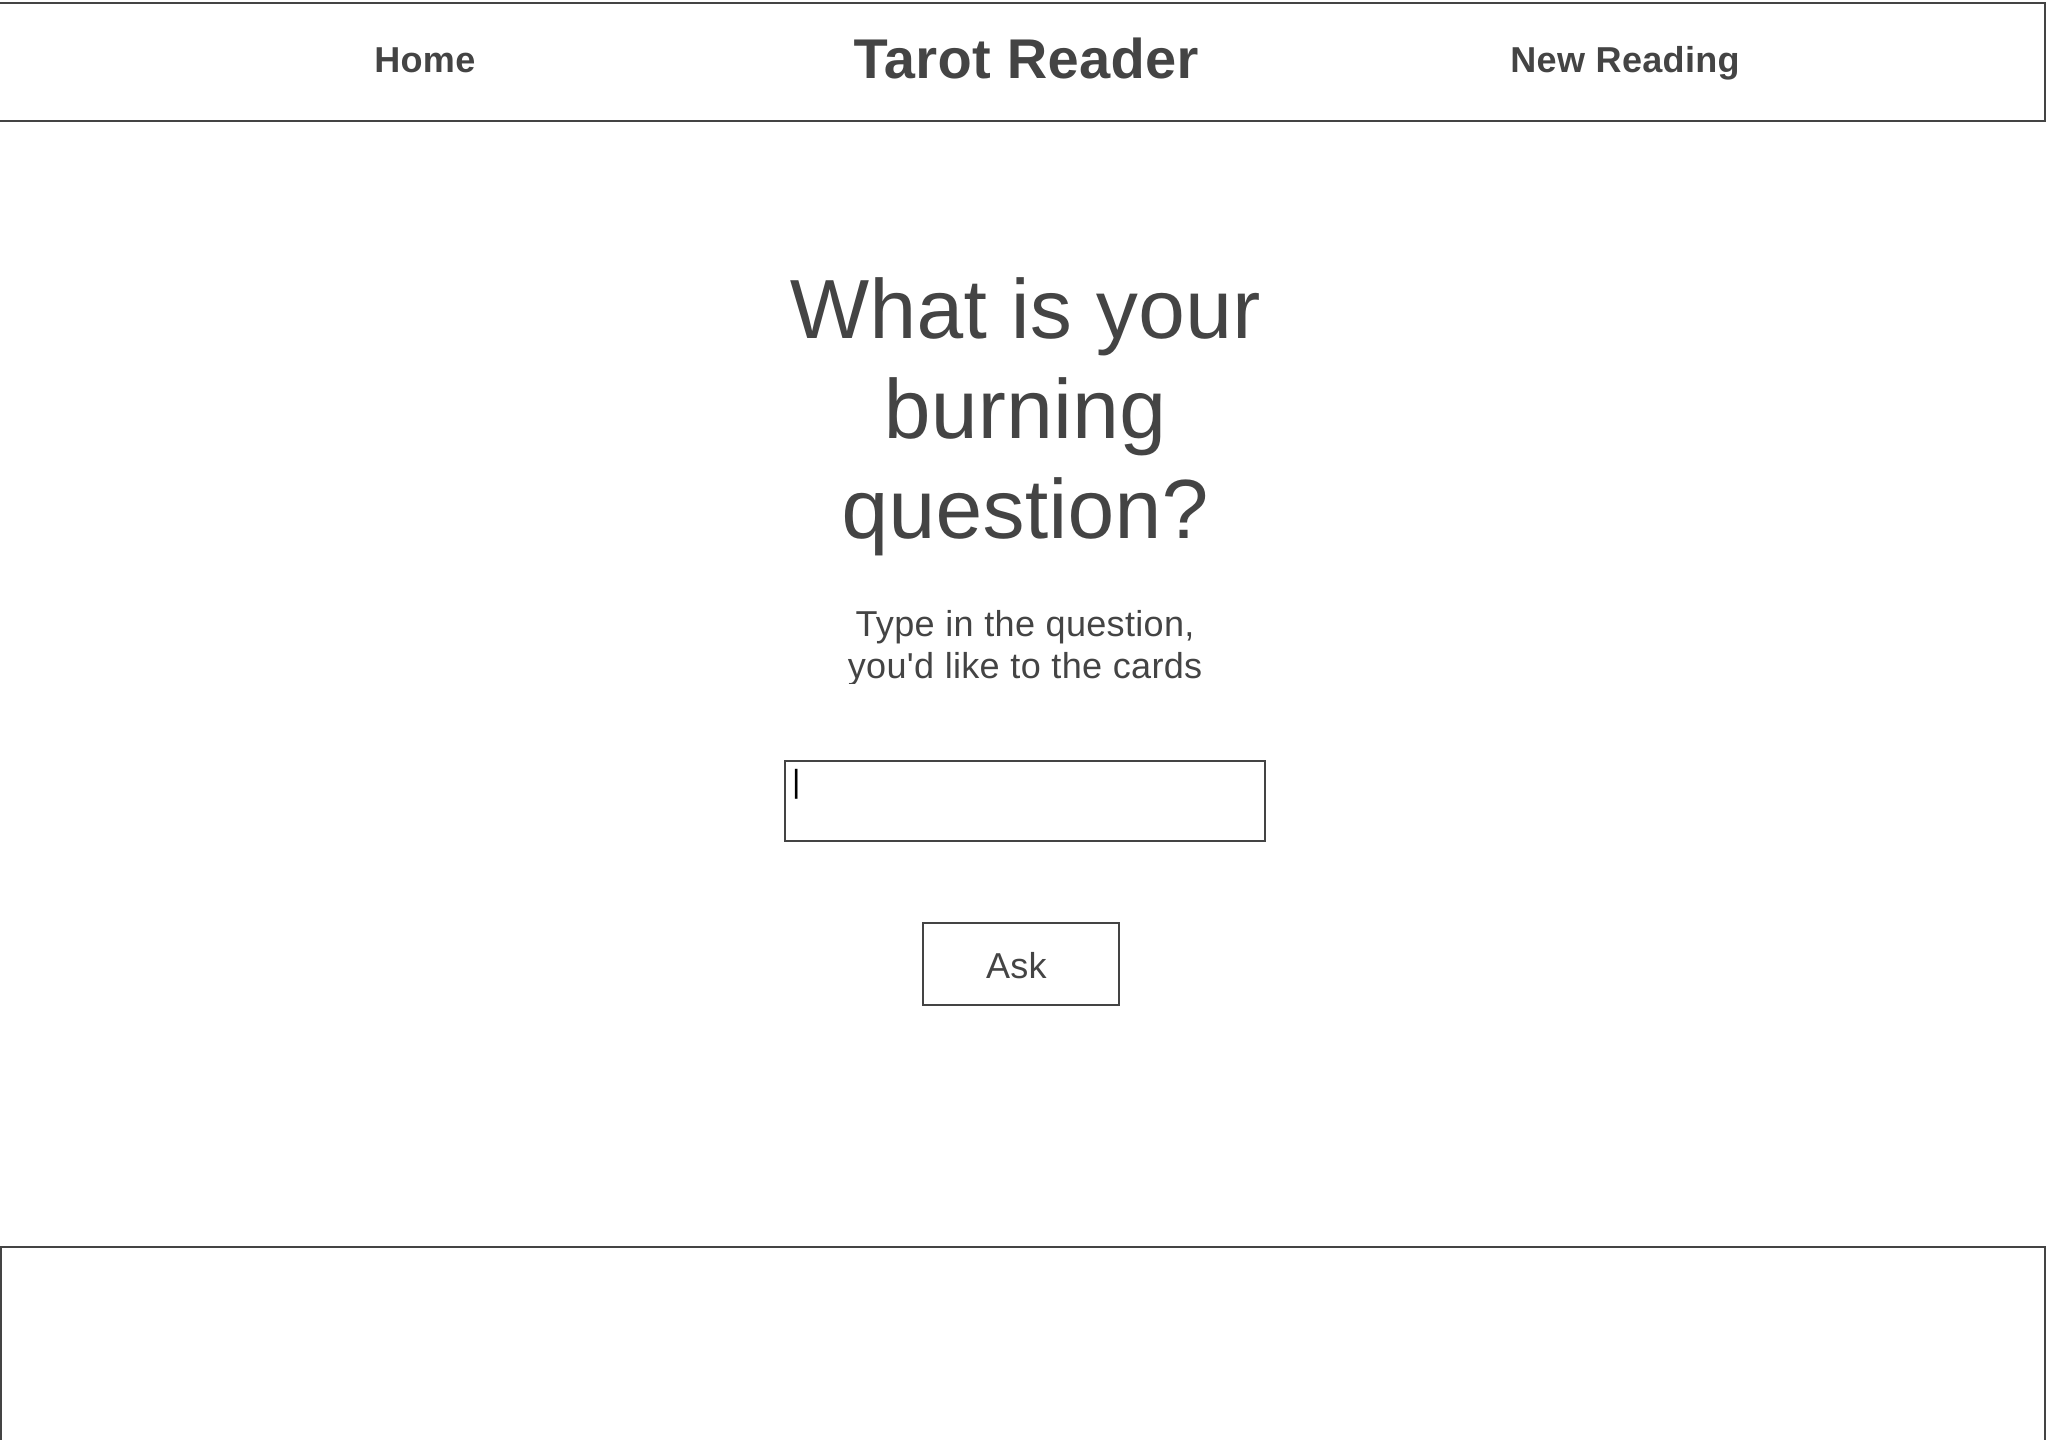 Home Tarot Reader New Reading
What is your
burning
question?
Type in the question,
you'd like to the cards
Ask